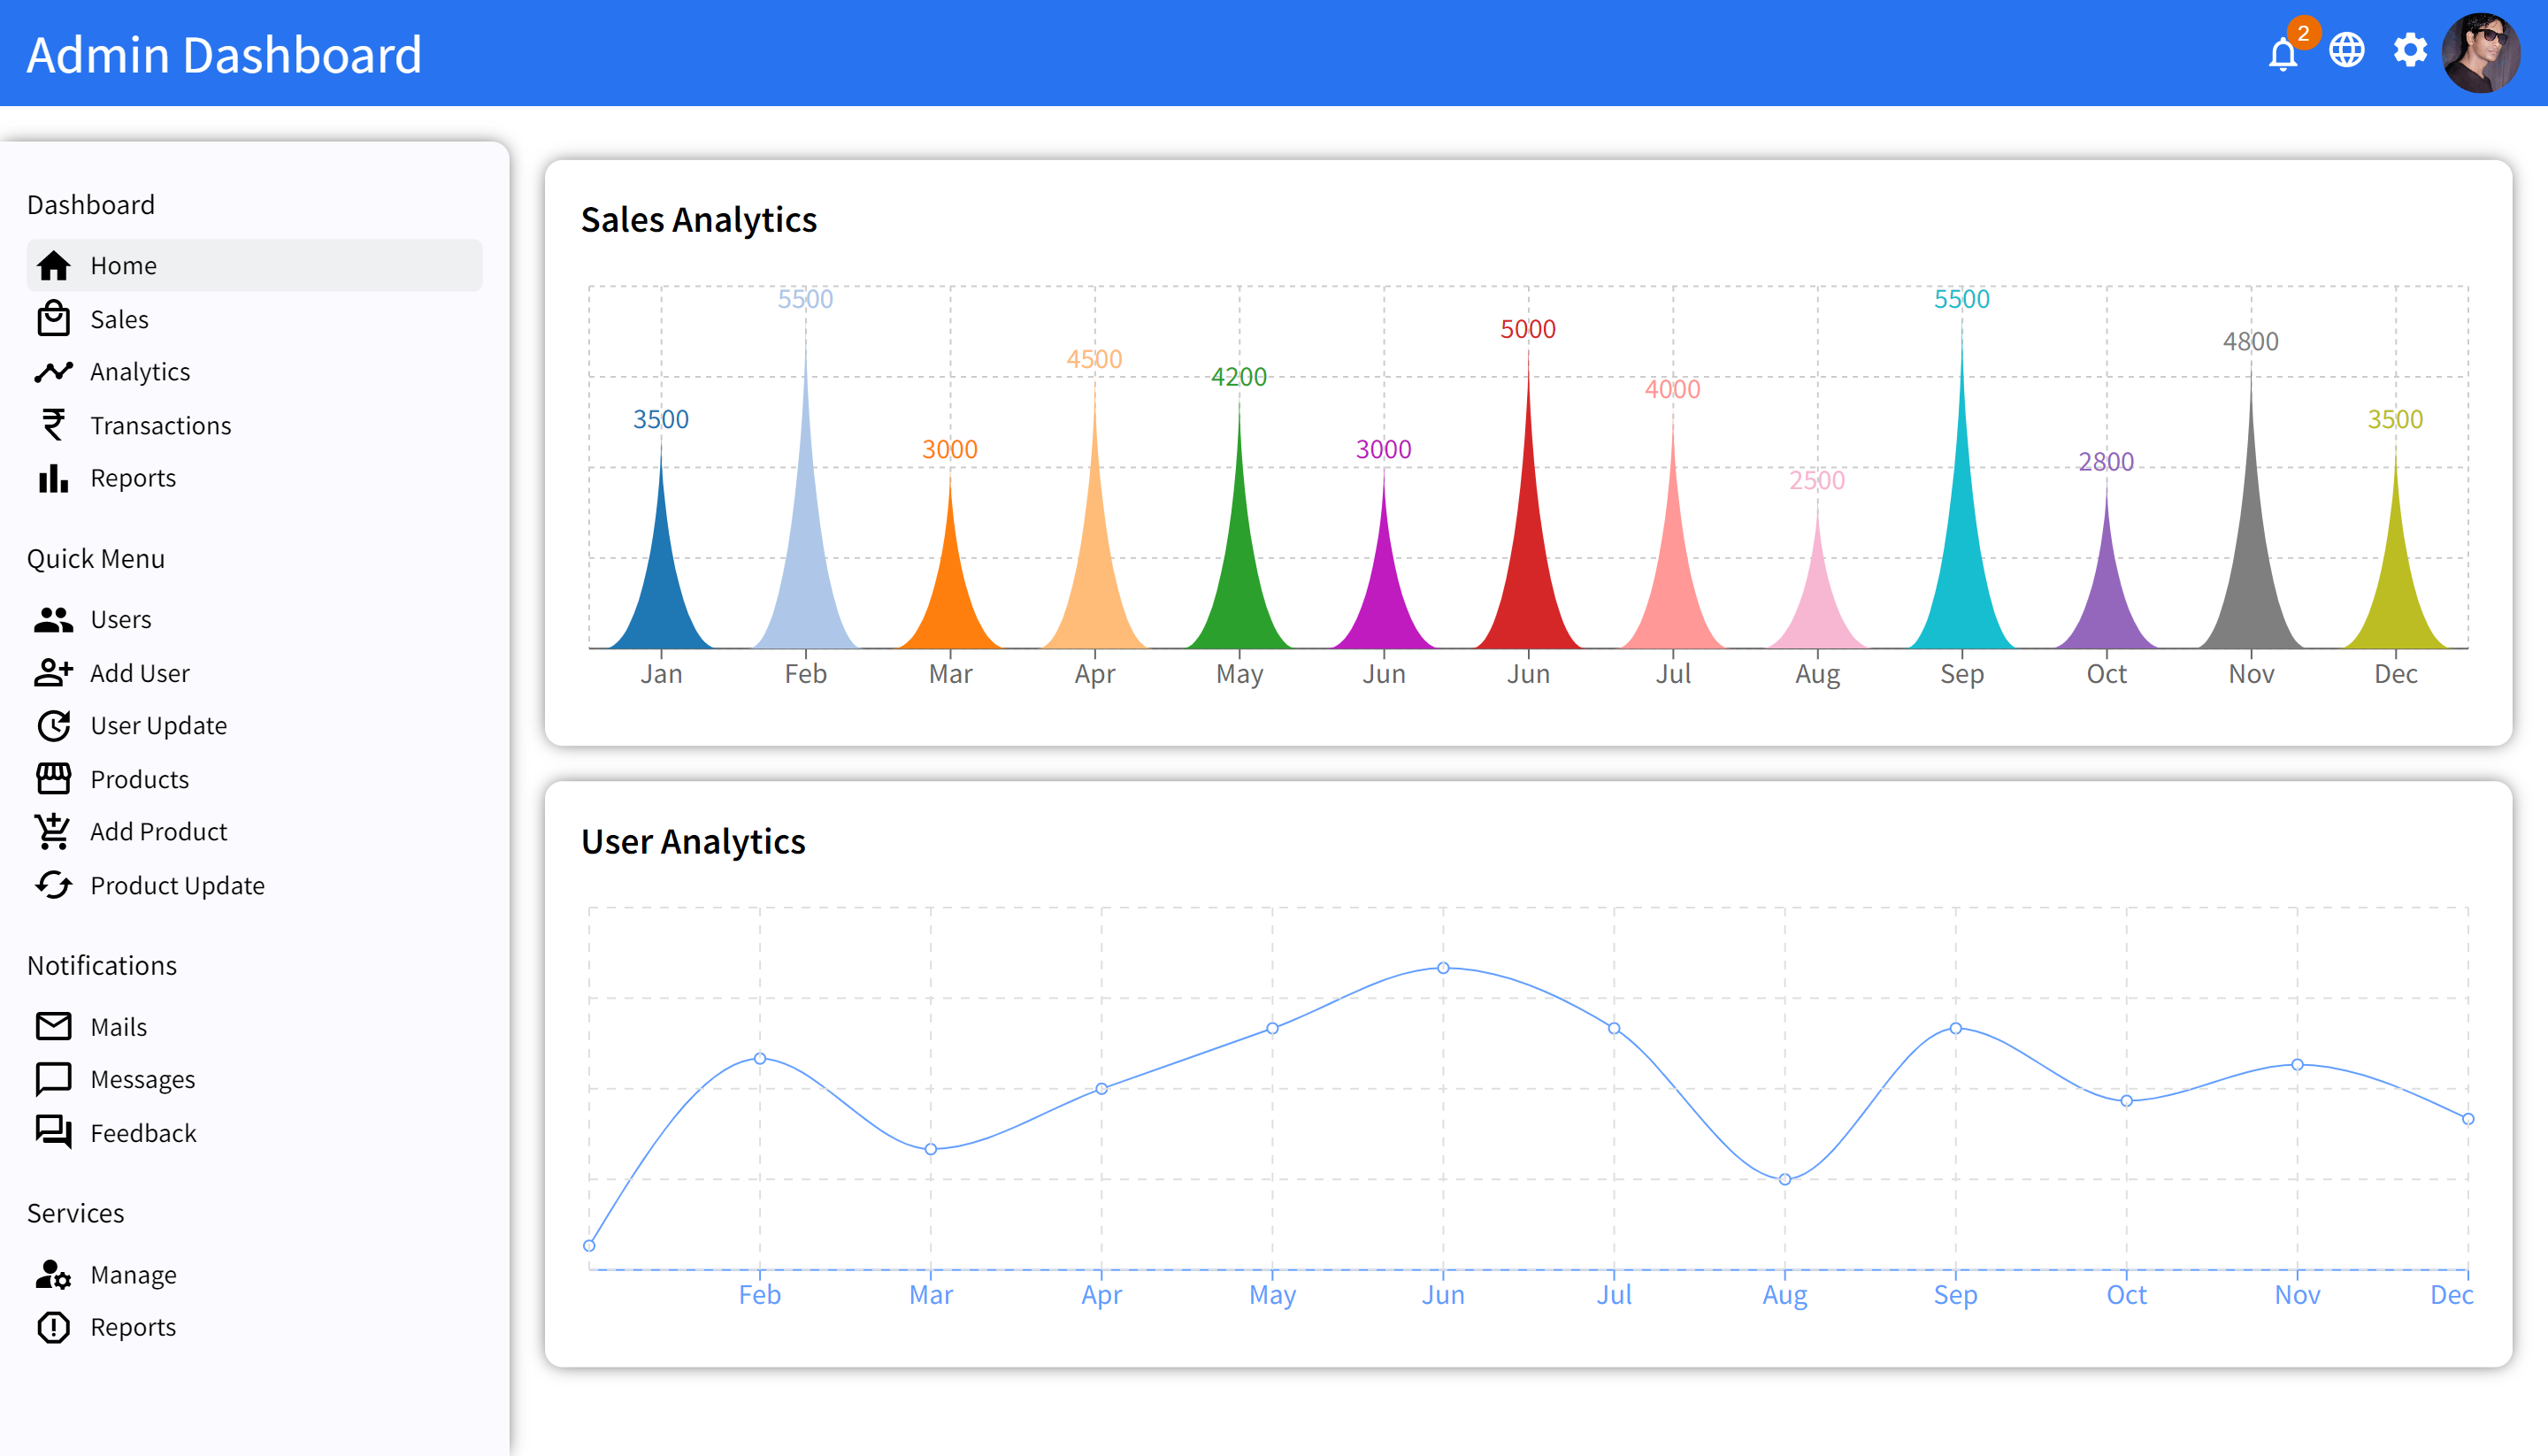 Admin Dashboard
2
Dashboard
Home
Sales
Analytics
Transactions
Reports
Quick Menu
Users
Add User
User Update
Products
Add Product
Product Update
Notifications
Mails
Messages
Feedback
Services
Manage
Reports
Sales Analytics
3500 5500 3000 4500 4200 3000 5000 4000 2500 5500 2800 4800 3500
Jan Feb Mar Apr May Jun Jun Jul Aug Sep Oct Nov Dec
User Analytics
Feb Mar Apr May Jun Jul Aug Sep Oct Nov Dec